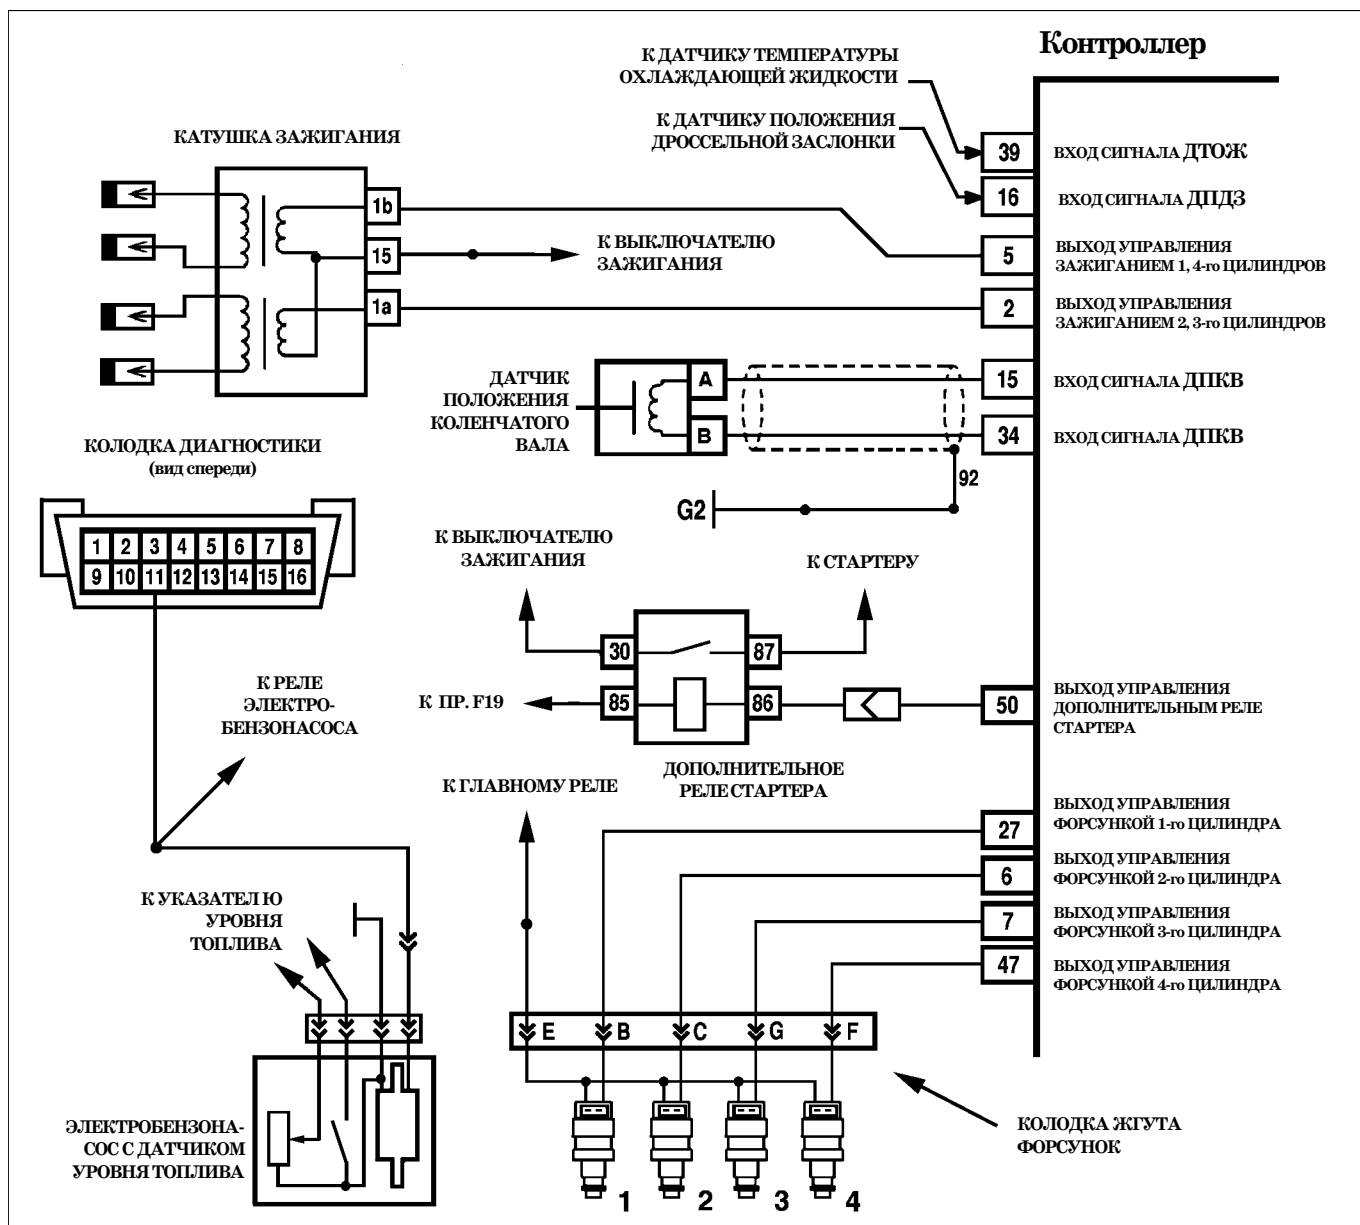 Контроллер
К ДАТЧИКУ ТЕМПЕРАТУРЫ
ОХЛАЖДАЮЩЕЙ ЖИДКОСТИ
К ДАТЧИКУ ПОЛОЖЕНИЯ
ДРОССЕЛЬНОЙ ЗАСЛОНКИ
39
ВХОД СИГНАЛА ДТОЖ
16
ВХОД СИГНАЛА ДПДЗ
КАТУШКА ЗАЖИГАНИЯ
1b
15
1a
К ВЫКЛЮЧАТЕЛЮ
ЗАЖИГАНИЯ
5
ВЫХОД УПРАВЛЕНИЯ
ЗАЖИГАНИЕМ 1, 4-го ЦИЛИНДРОВ
2
ВЫХОД УПРАВЛЕНИЯ
ЗАЖИГАНИЕМ 2, 3-го ЦИЛИНДРОВ
ДАТЧИК
ПОЛОЖЕНИЯ
КОЛЕНЧАТОГО
ВАЛА
A
B
15
ВХОД СИГНАЛА ДПКВ
34
ВХОД СИГНАЛА ДПКВ
92
G2
КОЛОДКА ДИАГНОСТИКИ
(вид спереди)
1 2 3 4 5 6 7 8
9 10 11 12 13 14 15 16
К ВЫКЛЮЧАТЕЛЮ
ЗАЖИГАНИЯ
К СТАРТЕРУ
30
87
85
86
К ПР. F19
50
ВЫХОД УПРАВЛЕНИЯ
ДОПОЛНИТЕЛЬНЫМ РЕЛЕ
СТАРТЕРА
ДОПОЛНИТЕЛЬНОЕ
РЕЛЕ СТАРТЕРА
К РЕЛЕ
ЭЛЕКТРО-
БЕНЗОНАСОСА
К ГЛАВНОМУ РЕЛЕ
27
ВЫХОД УПРАВЛЕНИЯ
ФОРСУНКОЙ 1-го ЦИЛИНДРА
6
ВЫХОД УПРАВЛЕНИЯ
ФОРСУНКОЙ 2-го ЦИЛИНДРА
7
ВЫХОД УПРАВЛЕНИЯ
ФОРСУНКОЙ 3-го ЦИЛИНДРА
47
ВЫХОД УПРАВЛЕНИЯ
ФОРСУНКОЙ 4-го ЦИЛИНДРА
К УКАЗАТЕЛ Ю
УРОВНЯ
ТОПЛИВА
E B C G F
КОЛОДКА ЖГУТА
ФОРСУНОК
ЭЛЕКТРОБЕНЗОНА-
СОС С ДАТЧИКОМ
УРОВНЯ ТОПЛИВА
1 2 3 4